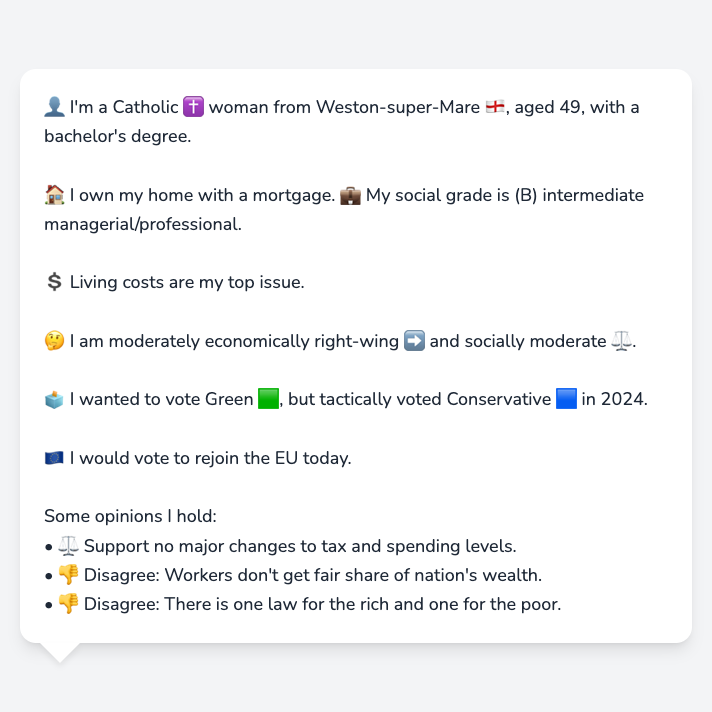 👤 I'm a Catholic ✝️ woman from Weston-super-Mare 🏴󠁧󠁢󠁥󠁮󠁧󠁿, aged 49, with a
bachelor's degree.
🏠 I own my home with a mortgage. 💼 My social grade is (B) intermediate
managerial/professional.
💲 Living costs are my top issue.
🤔 I am moderately economically right-wing ➡️ and socially moderate ⚖️.
🗳️ I wanted to vote Green 🟩, but tactically voted Conservative 🟦 in 2024.
🇪🇺 I would vote to rejoin the EU today.
Some opinions I hold:
• ⚖️ Support no major changes to tax and spending levels.
• 👎 Disagree: Workers don't get fair share of nation's wealth.
• 👎 Disagree: There is one law for the rich and one for the poor.